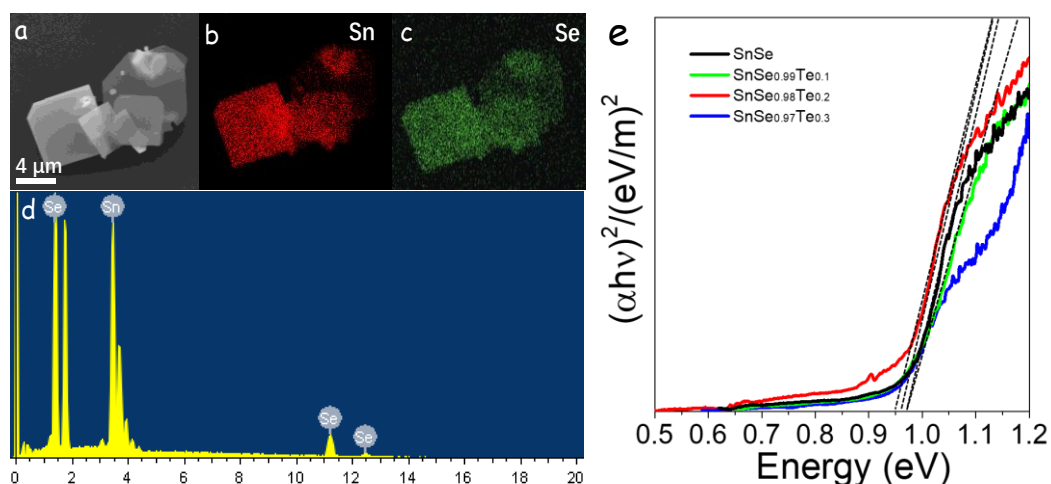 a
b
Sn
c
Se
4 μm
d
Se
Sn
Se
Se
0 2 4 6 8 10 12 14 16 18 20
e
SnSe
SnSe0.99Te0.1
SnSe0.98Te0.2
SnSe0.97Te0.3
(αhν)²/(eV/m)²
0.5 0.6 0.7 0.8 0.9 1.0 1.1 1.2
Energy (eV)